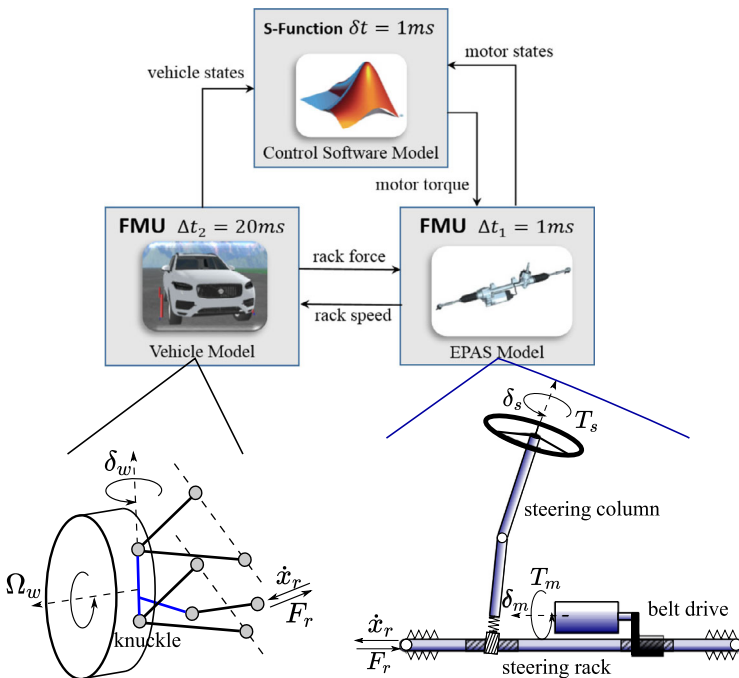 S-Function δt = 1ms
vehicle states
motor states
Control Software Model
motor torque
FMU Δt₂ = 20ms
FMU Δt₁ = 1ms
rack force
rack speed
Vehicle Model
EPAS Model
δₛ
Tₛ
δ_w
steering column
Ω_w
ẋᵣ
Fᵣ
knuckle
Tₘ
δₘ
belt drive
ẋᵣ
Fᵣ
steering rack